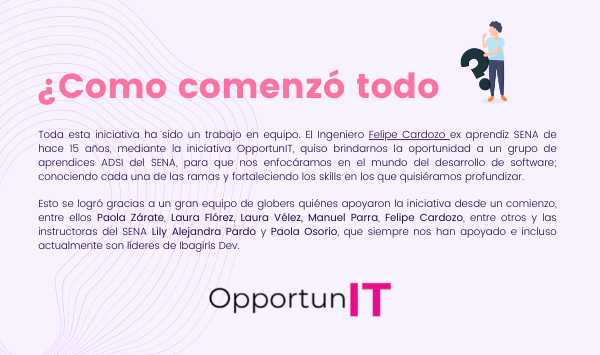 ¿Como comenzó todo
?
Toda esta iniciativa ha sido un trabajo en equipo. El Ingeniero Felipe Cardozo ex aprendiz SENA de
hace 15 años, mediante la iniciativa OpportunIT, quiso brindarnos la oportunidad a un grupo de
aprendices ADSI del SENA, para que nos enfocáramos en el mundo del desarrollo de software;
conociendo cada una de las ramas y fortaleciendo los skills en los que quisiéramos profundizar.
Esto se logró gracias a un gran equipo de globers quiénes apoyaron la iniciativa desde un comienzo,
entre ellos Paola Zárate, Laura Flórez, Laura Vélez, Manuel Parra, Felipe Cardozo, entre otros y las
instructoras del SENA Lily Alejandra Pardo y Paola Osorio, que siempre nos han apoyado e incluso
actualmente son líderes de Ibagirls Dev.
OpportunIT